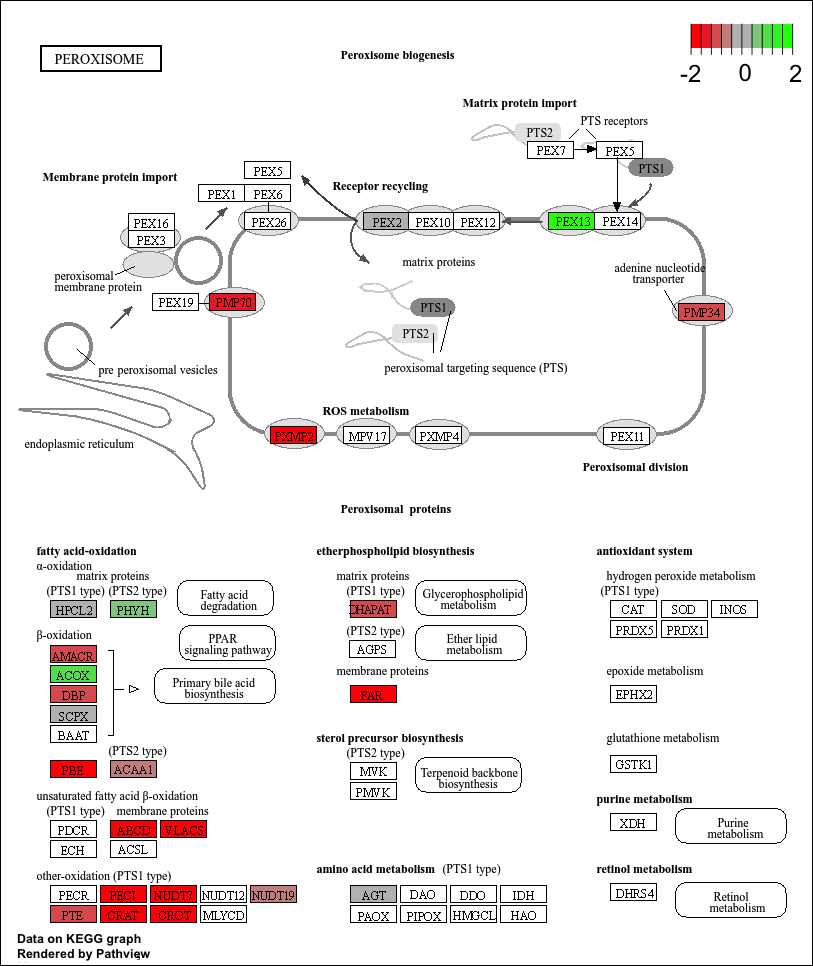 PEROXISOME
Peroxisome biogenesis
-2 0 2
Matrix protein import
PTS2
PTS receptors
PEX7
PEX5
PTS1
Membrane protein import
PEX5
PEX1 PEX6
Receptor recycling
PEX16
PEX3
PEX26
PEX2 PEX10 PEX12
PEX13 PEX14
matrix proteins
adenine nucleotide
transporter
peroxisomal
membrane protein
PEX19
PMP70
PTS1
PMP34
PTS2
pre peroxisomal vesicles
peroxisomal targeting sequence (PTS)
ROS metabolism
endoplasmic reticulum
PXMP2
MPV17
PXMP4
PEX11
Peroxisomal division
Peroxisomal proteins
fatty acid-oxidation
α-oxidation
matrix proteins
(PTS1 type) (PTS2 type)
HPCL2
PHYH
Fatty acid
degradation
β-oxidation
PPAR
signaling pathway
AMACR
ACOX
DBP
SCPX
BAAT
Primary bile acid
biosynthesis
(PTS2 type)
PBE
ACAA1
unsaturated fatty acid β-oxidation
(PTS1 type) membrane proteins
PDCR
ABCD
VLACS
ECH
ACSL
other-oxidation (PTS1 type)
PECR
PECI
NUDT7
NUDT12
NUDT19
PTE
CRAT
CROT
MLYCD
etherphospholipid biosynthesis
matrix proteins
(PTS1 type)
DHAPAT
Glycerophospholipid
metabolism
(PTS2 type)
AGPS
Ether lipid
metabolism
membrane proteins
FAR
sterol precursor biosynthesis
(PTS2 type)
MVK
PMVK
Terpenoid backbone
biosynthesis
amino acid metabolism (PTS1 type)
AGT DAO DDO IDH
PAOX PIPOX HMGCL HAO
antioxidant system
hydrogen peroxide metabolism
(PTS1 type)
CAT SOD INOS
PRDX5 PRDX1
epoxide metabolism
EPHX2
glutathione metabolism
GSTK1
purine metabolism
XDH
Purine
metabolism
retinol metabolism
DHRS4
Retinol
metabolism
Data on KEGG graph
Rendered by Pathview